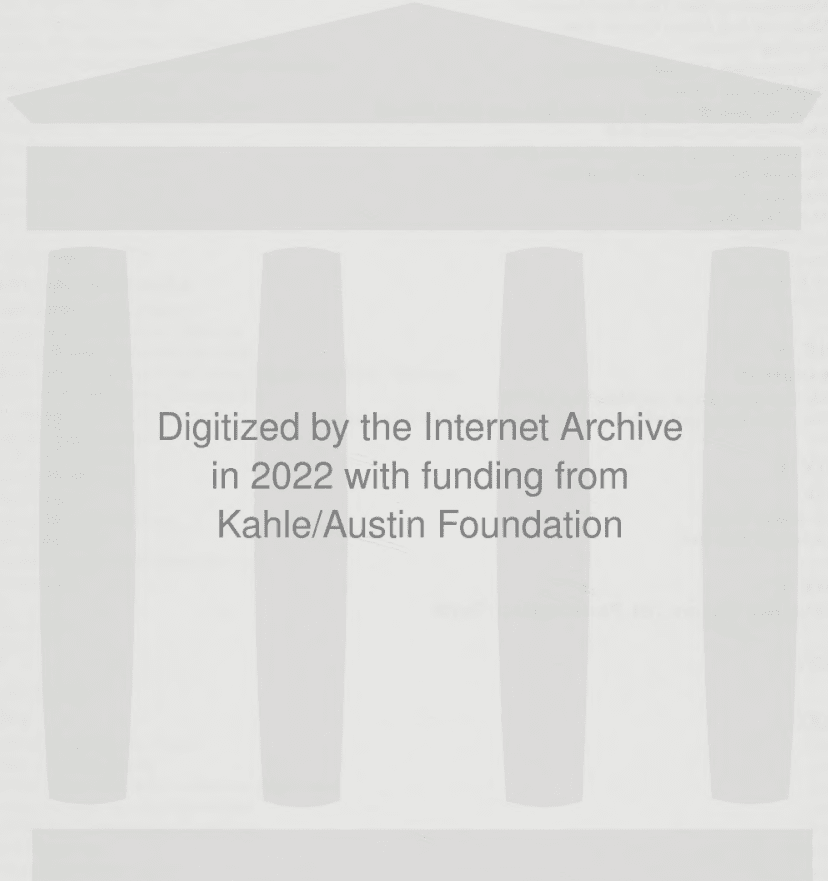 Digitized by the Internet Archive
in 2022 with funding from
Kahle/Austin Foundation